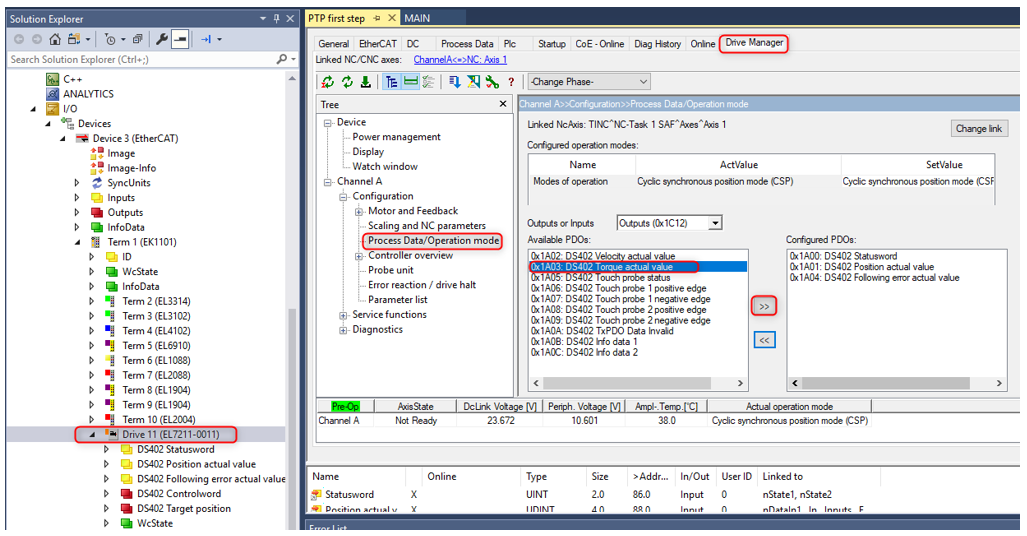 Solution Explorer
Search Solution Explorer (Ctrl+;)
C++
ANALYTICS
I/O
Devices
Device 3 (EtherCAT)
Image
Image-Info
SyncUnits
Inputs
Outputs
InfoData
Term 1 (EK1101)
ID
WcState
InfoData
Term 2 (EL3314)
Term 3 (EL3102)
Term 4 (EL4102)
Term 5 (EL6910)
Term 6 (EL1088)
Term 7 (EL2088)
Term 8 (EL1904)
Term 9 (EL1904)
Term 10 (EL2004)
Drive 11 (EL7211-0011)
DS402 Statusword
DS402 Position actual value
DS402 Following error actual value
DS402 Controlword
DS402 Target position
WcState
PTP first step MAIN
General EtherCAT DC Process Data Plc Startup CoE - Online Diag History Online Drive Manager
Linked NC/CNC axes: ChannelA<=>NC: Axis 1
-Change Phase-
Tree
Device
Power management
Display
Watch window
Channel A
Configuration
Motor and Feedback
Scaling and NC parameters
Process Data/Operation mode
Controller overview
Probe unit
Error reaction / drive halt
Parameter list
Service functions
Diagnostics
Channel A>>Configuration>>Process Data/Operation mode
Linked NcAxis: TINC^NC-Task 1 SAF^Axes^Axis 1
Change link
Configured operation modes:
Name ActValue SetValue
Modes of operation Cyclic synchronous position mode (CSP) Cyclic synchronous position mode (CSF
Outputs or Inputs Outputs (0x1C12)
Available PDOs:
0x1A02: DS402 Velocity actual value
0x1A03: DS402 Torque actual value
0x1A05: DS402 Touch probe status
0x1A06: DS402 Touch probe 1 positive edge
0x1A07: DS402 Touch probe 1 negative edge
0x1A08: DS402 Touch probe 2 positive edge
0x1A09: DS402 Touch probe 2 negative edge
0x1A0A: DS402 TxPDO Data Invalid
0x1A0B: DS402 Info data 1
0x1A0C: DS402 Info data 2
>>
<<
Configured PDOs:
0x1A00: DS402 Statusword
0x1A01: DS402 Position actual value
0x1A04: DS402 Following error actual value
Pre-Op AxisState DcLink Voltage [V] Periph. Voltage [V] Ampl.-Temp.[°C] Actual operation mode
Channel A Not Ready 23.672 10.601 38.0 Cyclic synchronous position mode (CSP)
Name Online Type Size >Addr... In/Out User ID Linked to
Statusword X UINT 2.0 86.0 Input 0 nState1, nState2
Position actual v... X UDINT 4.0 88.0 Input 0 nDataIn1 . In . Inputs . E...
Error List